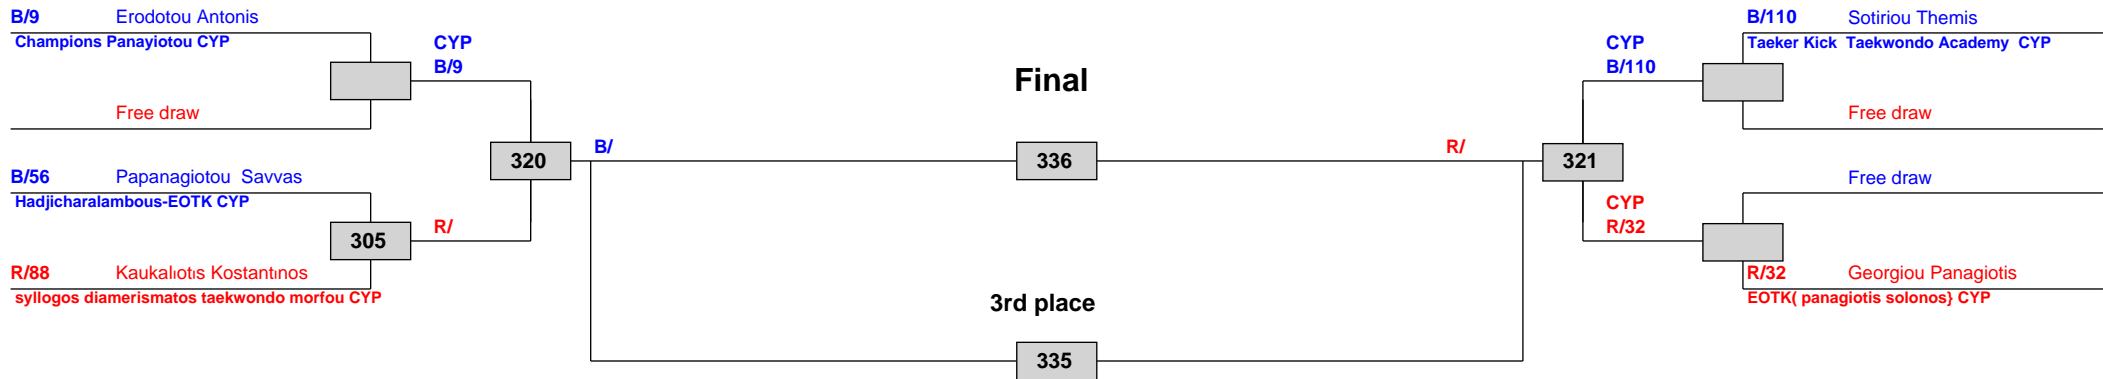 B/9 Erodotou Antonis
Champions Panayiotou CYP
CYP
B/9
Free draw
B/56 Papanagiotou Savvas
Hadjicharalambous-EOTK CYP
305
R/
R/88 Kaukaliotis Kostantinos
syllogos diamerismatos taekwondo morfou CYP
320
B/
Final
336
R/
3rd place
335
321
CYP
B/110
CYP
R/32
B/110 Sotiriou Themis
Taeker Kick Taekwondo Academy CYP
Free draw
Free draw
R/32 Georgiou Panagiotis
EOTK( panagiotis solonos} CYP